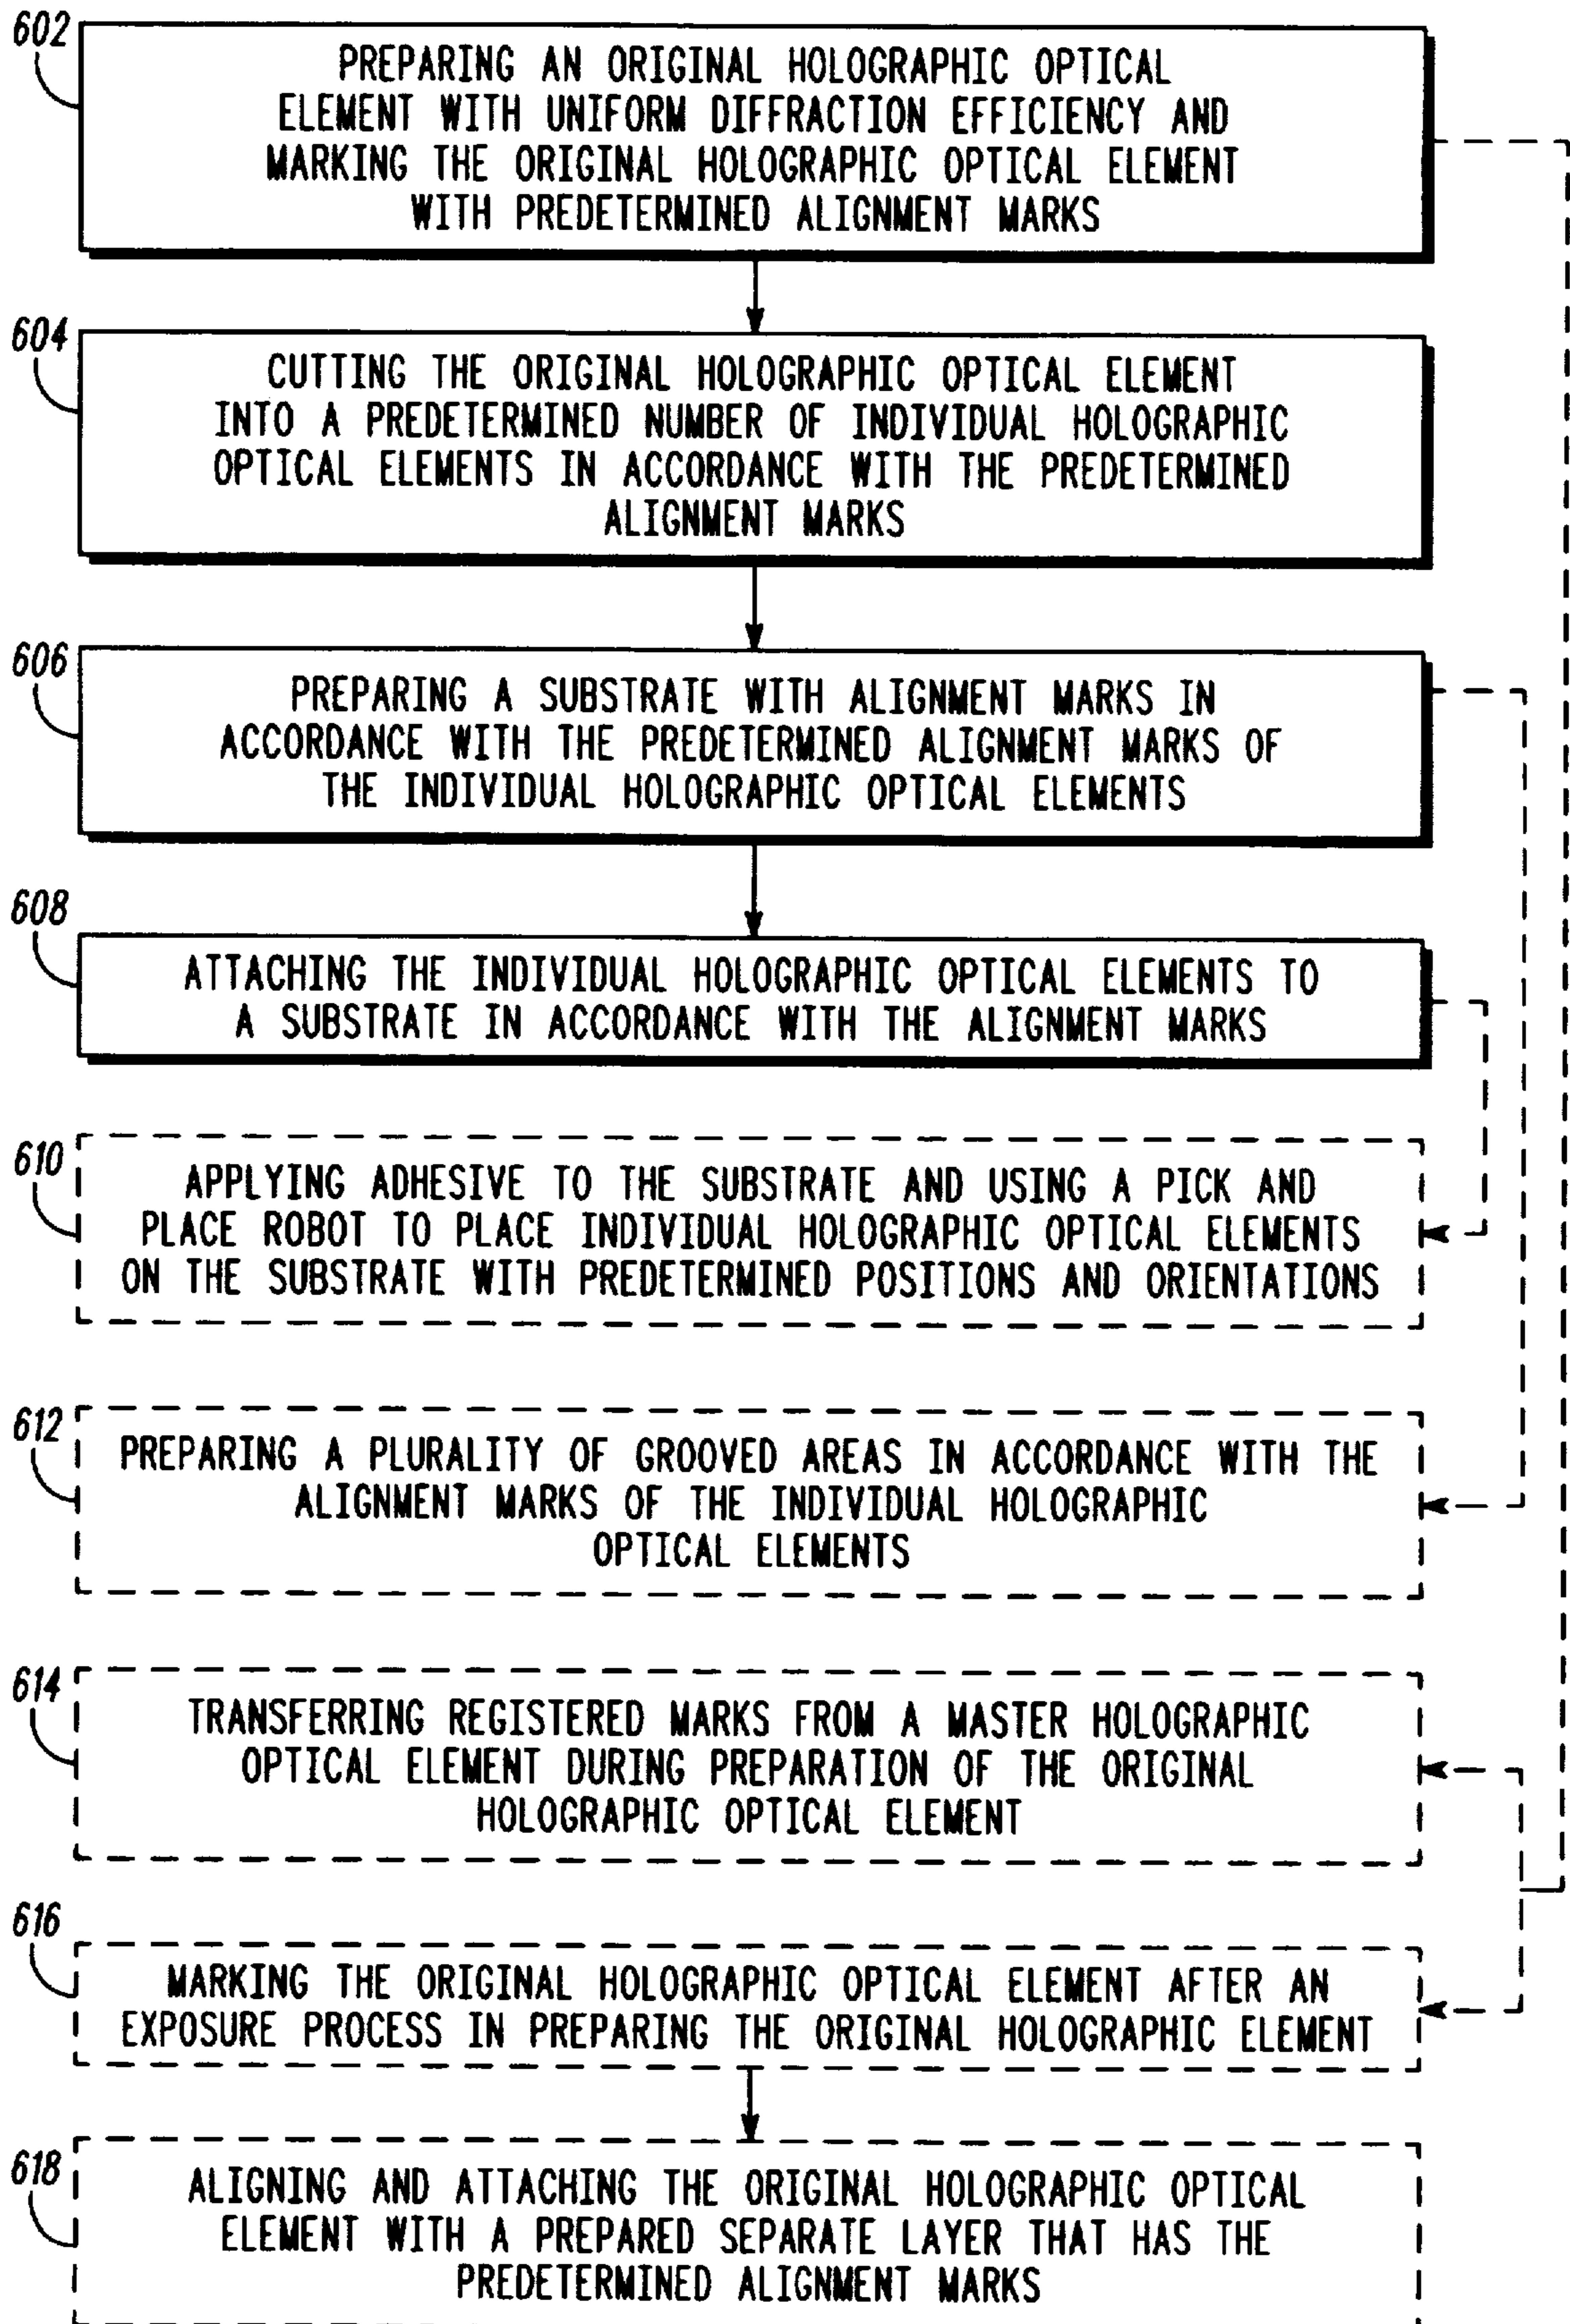 602
PREPARING AN ORIGINAL HOLOGRAPHIC OPTICAL
ELEMENT WITH UNIFORM DIFFRACTION EFFICIENCY AND
MARKING THE ORIGINAL HOLOGRAPHIC OPTICAL ELEMENT
WITH PREDETERMINED ALIGNMENT MARKS
604
CUTTING THE ORIGINAL HOLOGRAPHIC OPTICAL ELEMENT
INTO A PREDETERMINED NUMBER OF INDIVIDUAL HOLOGRAPHIC
OPTICAL ELEMENTS IN ACCORDANCE WITH THE PREDETERMINED
ALIGNMENT MARKS
606
PREPARING A SUBSTRATE WITH ALIGNMENT MARKS IN
ACCORDANCE WITH THE PREDETERMINED ALIGNMENT MARKS OF
THE INDIVIDUAL HOLOGRAPHIC OPTICAL ELEMENTS
608
ATTACHING THE INDIVIDUAL HOLOGRAPHIC OPTICAL ELEMENTS TO
A SUBSTRATE IN ACCORDANCE WITH THE ALIGNMENT MARKS
610
APPLYING ADHESIVE TO THE SUBSTRATE AND USING A PICK AND
PLACE ROBOT TO PLACE INDIVIDUAL HOLOGRAPHIC OPTICAL ELEMENTS
ON THE SUBSTRATE WITH PREDETERMINED POSITIONS AND ORIENTATIONS
612
PREPARING A PLURALITY OF GROOVED AREAS IN ACCORDANCE WITH THE
ALIGNMENT MARKS OF THE INDIVIDUAL HOLOGRAPHIC
OPTICAL ELEMENTS
614
TRANSFERRING REGISTERED MARKS FROM A MASTER HOLOGRAPHIC
OPTICAL ELEMENT DURING PREPARATION OF THE ORIGINAL
HOLOGRAPHIC OPTICAL ELEMENT
616
MARKING THE ORIGINAL HOLOGRAPHIC OPTICAL ELEMENT AFTER AN
EXPOSURE PROCESS IN PREPARING THE ORIGINAL HOLOGRAPHIC ELEMENT
618
ALIGNING AND ATTACHING THE ORIGINAL HOLOGRAPHIC OPTICAL
ELEMENT WITH A PREPARED SEPARATE LAYER THAT HAS THE
PREDETERMINED ALIGNMENT MARKS